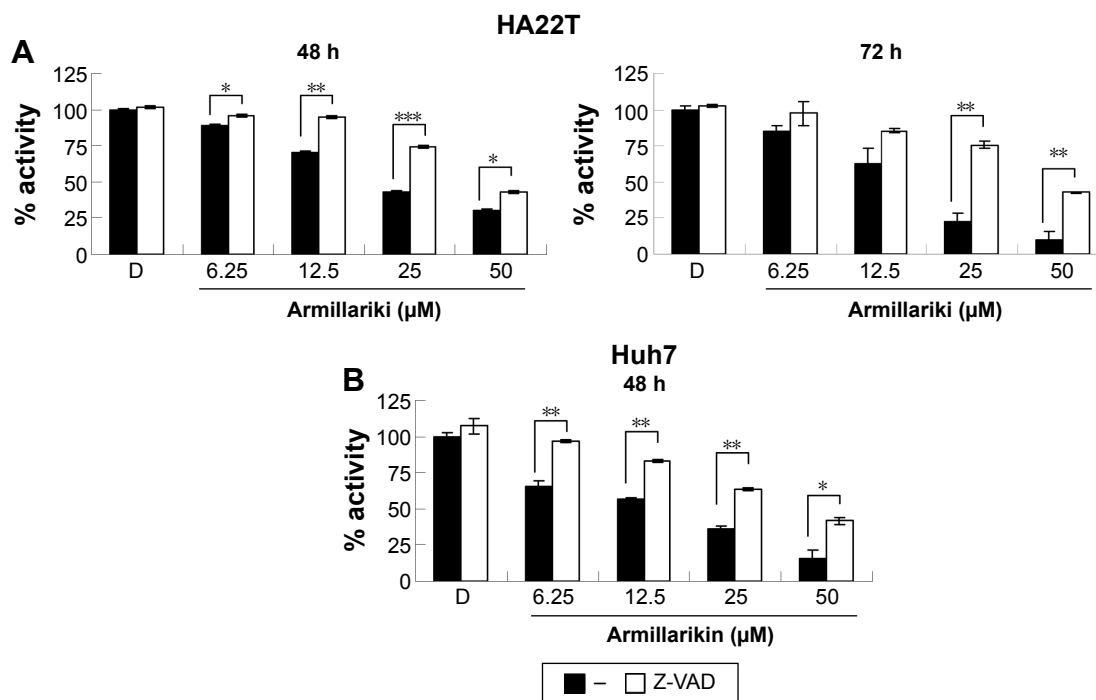 HA22T
A
48 h
125
100
75
50
25
0
% activity
*
**
***
*
D 6.25 12.5 25 50
Armillariki (µM)
72 h
125
100
75
50
25
0
% activity
**
**
D 6.25 12.5 25 50
Armillariki (µM)
Huh7
B
48 h
125
100
75
50
25
0
% activity
**
**
**
*
D 6.25 12.5 25 50
Armillarikin (µM)
– Z-VAD